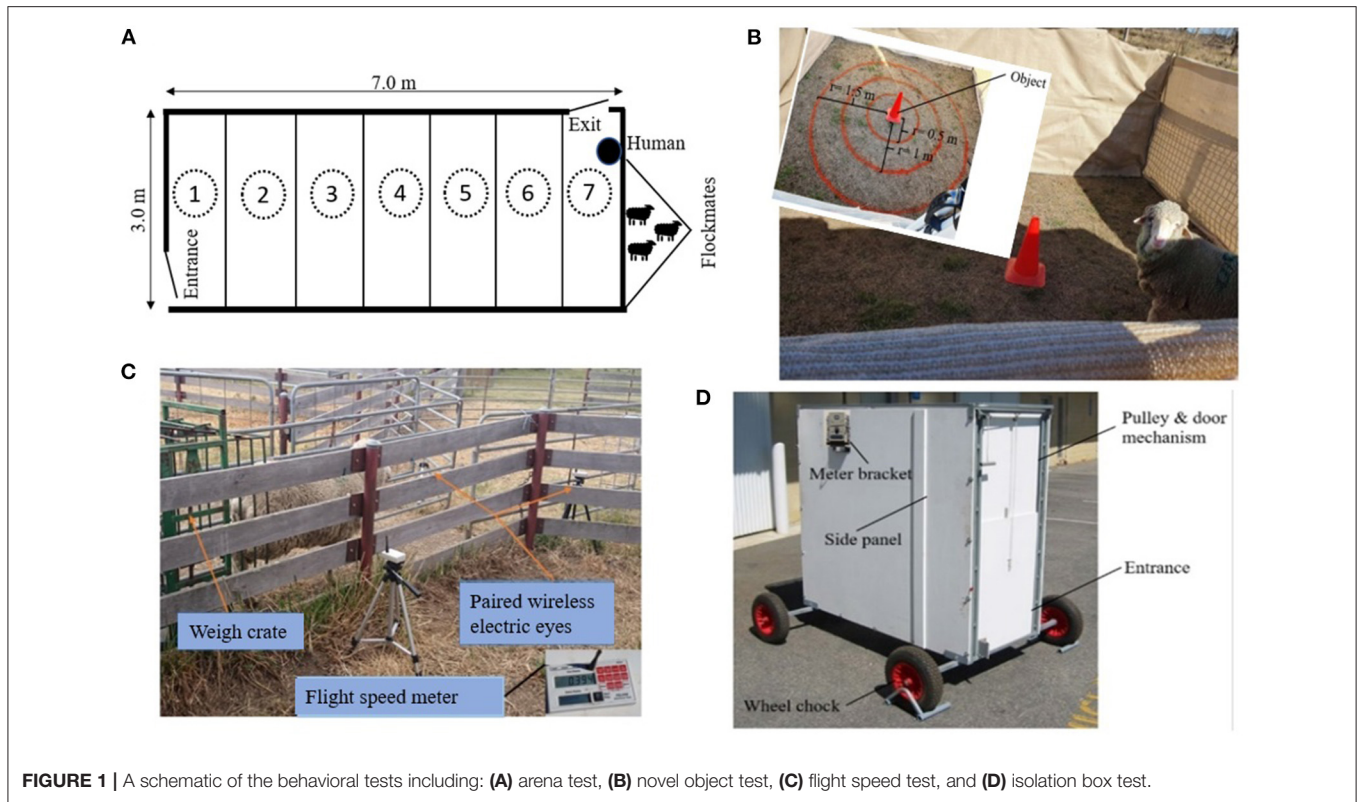 A
7.0 m
3.0 m
Exit
Human
1 2 3 4 5 6 7
Entrance
Flockmates
B
Object
r= 1.5 m
r= 0.5 m
r= 1 m
C
Weigh crate
Paired wireless
electric eyes
Flight speed meter
D
Pulley & door
mechanism
Meter bracket
Side panel
Entrance
Wheel chock
FIGURE 1 | A schematic of the behavioral tests including: (A) arena test, (B) novel object test, (C) flight speed test, and (D) isolation box test.